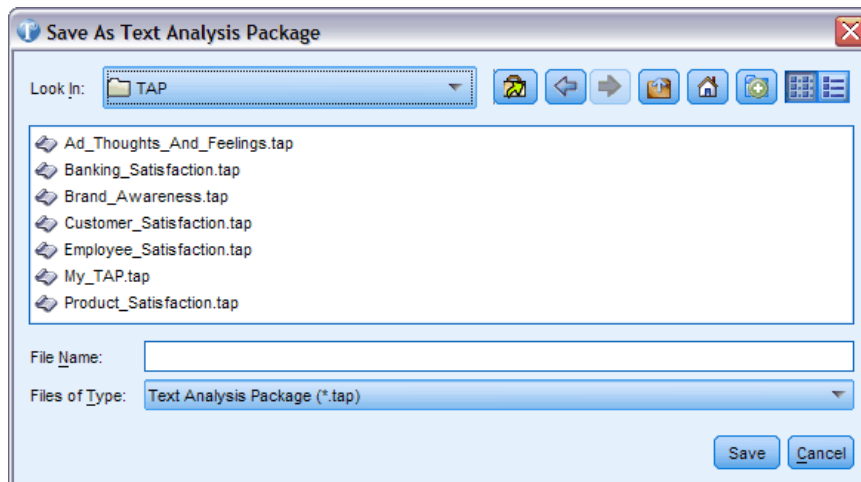 Save As Text Analysis Package
Look In: TAP
Ad_Thoughts_And_Feelings.tap
Banking_Satisfaction.tap
Brand_Awareness.tap
Customer_Satisfaction.tap
Employee_Satisfaction.tap
My_TAP.tap
Product_Satisfaction.tap
File Name:
Files of Type: Text Analysis Package (*.tap)
Save Cancel